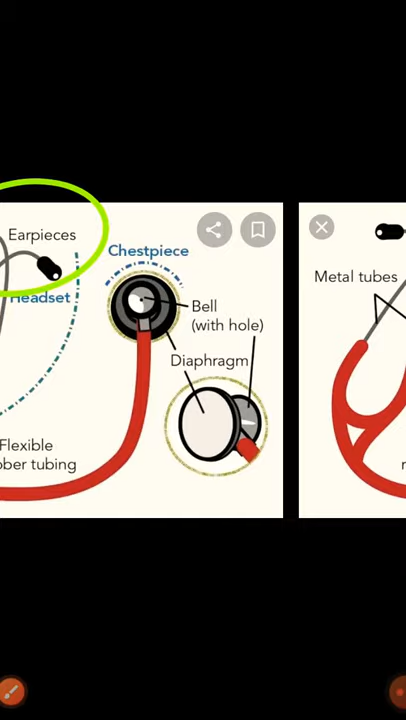 Earpieces
Chestpiece
Headset
Bell
(with hole)
Diaphragm
Flexible
ber tubing
Metal tubes